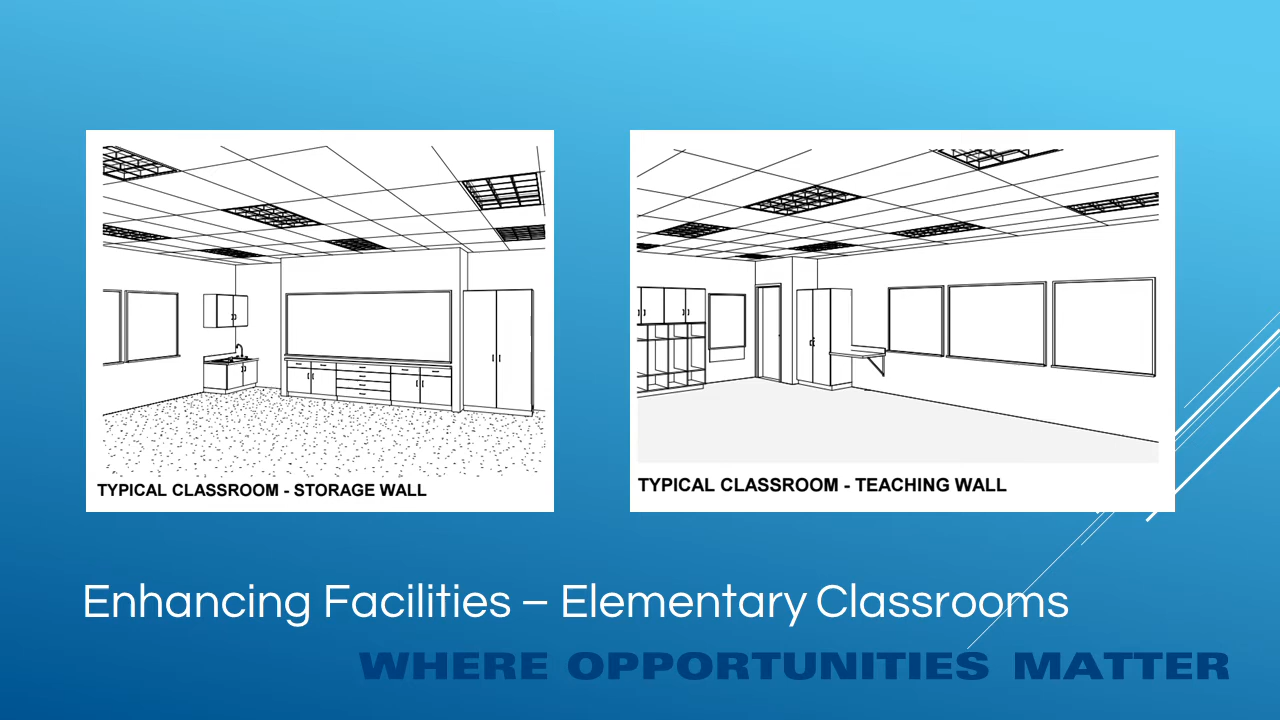 TYPICAL CLASSROOM - STORAGE WALL
TYPICAL CLASSROOM - TEACHING WALL
Enhancing Facilities – Elementary Classrooms
WHERE OPPORTUNITIES MATTER